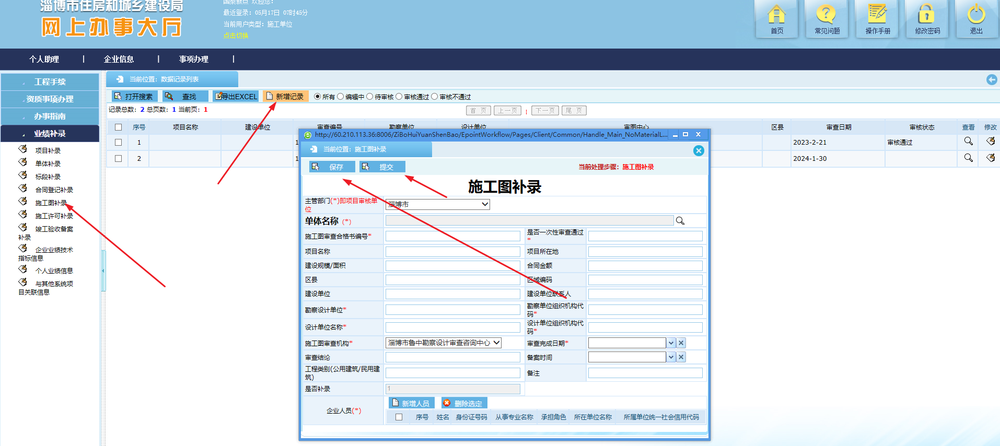 淄博市住房和城乡建设局
网上办事大厅
国泰新点 欢迎您！
最近登录：05月17日 07时45分
当前用户类型：施工单位
点击切换
首页
常见问题
操作手册
修改密码
退出
个人助理 | 企业信息 | 事项办理 |
工程手续
资质事项办理
办事指南
业绩补录
项目补录
单体补录
标段补录
合同登记补录
施工图补录
施工许可补录
竣工验收备案
补录
企业业绩技术
指标信息
个人业绩信息
与其他系统项
目关联信息
当前位置：数据记录列表
打开搜索 查找 导出EXCEL 新增记录 所有 编辑中 待审核 审核通过 审核不通过
记录总数：2 总页数：1 当前页：1
首 页 上一页 ¦ 下一页 尾 页
序号 项目名称 建设单位 审查编号 勘察单位 设计单位 审图中心 区县 审查日期 审核状态 查看 修改
1 1 2023-2-21 审核通过
2 1 2024-1-30
http://60.210.113.36:8006/ZiBoHuiYuanShenBao/EpointWorkflow/Pages/Client/Common/Handle_Main_NoMaterialL...
当前位置：施工图补录
保存 提交 当前处理步骤：施工图补录
施工图补录
主管部门(*)即项目审核单
位
淄博市
单体名称 (*)
施工图审查合格书编号* 是否一次性审查通过
*
项目名称 项目所在地
建设规模/面积 合同金额
区县 区域编码
建设单位 建设单位联系人
勘察设计单位* 勘察单位组织机构代
码*
设计单位名称* 设计单位组织机构代
码*
施工图审查机构* 淄博市鲁中勘察设计审查咨询中心 审查完成日期*
审查结论 备案时间
工程类别(公用建筑/民用建
筑) 备注
是否补录 1
企业人员(*) 新增人员 删除选定
序号 姓名 身份证号码 从事专业名称 承担角色 所在单位名称 所属单位统一社会信用代码